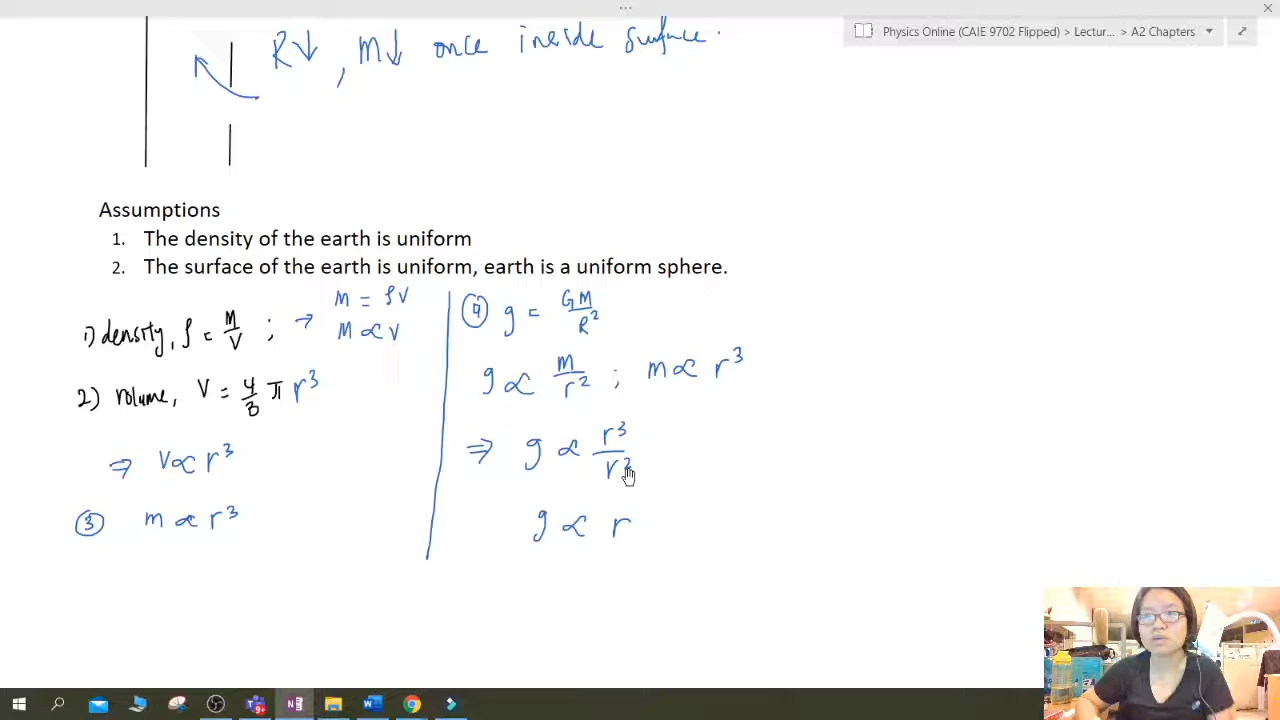 R↓, M↓ once inside surface.
Physics Online (CAIE 9702 Flipped) > Lectur... > A2 Chapters
Assumptions
1. The density of the earth is uniform
2. The surface of the earth is uniform, earth is a uniform sphere.
1) density, ρ = M/V ; → M = ρV
M ∝ V
2) volume, V = 4/3 π r³
⇒ V ∝ r³
③ m ∝ r³
④ g = GM/R²
g ∝ m/r² ; m ∝ r³
⇒ g ∝ r³/r²
g ∝ r